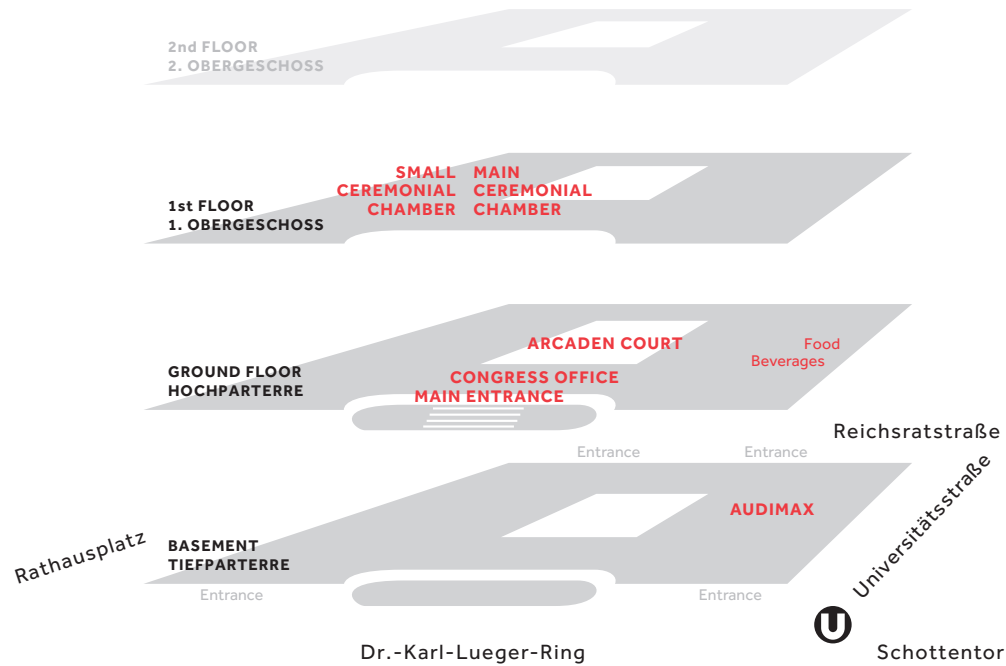 2nd FLOOR
2. OBERGESCHOSS
SMALL MAIN
CEREMONIAL CEREMONIAL
CHAMBER CHAMBER
1st FLOOR
1. OBERGESCHOSS
ARCADEN COURT
Food
Beverages
GROUND FLOOR
HOCHPARTERRE
CONGRESS OFFICE
MAIN ENTRANCE
Reichsratstraße
Entrance Entrance
AUDIMAX
Universitätsstraße
Rathausplatz
BASEMENT
TIEFPARTERRE
Entrance Entrance
U
Dr.-Karl-Lueger-Ring
Schottentor